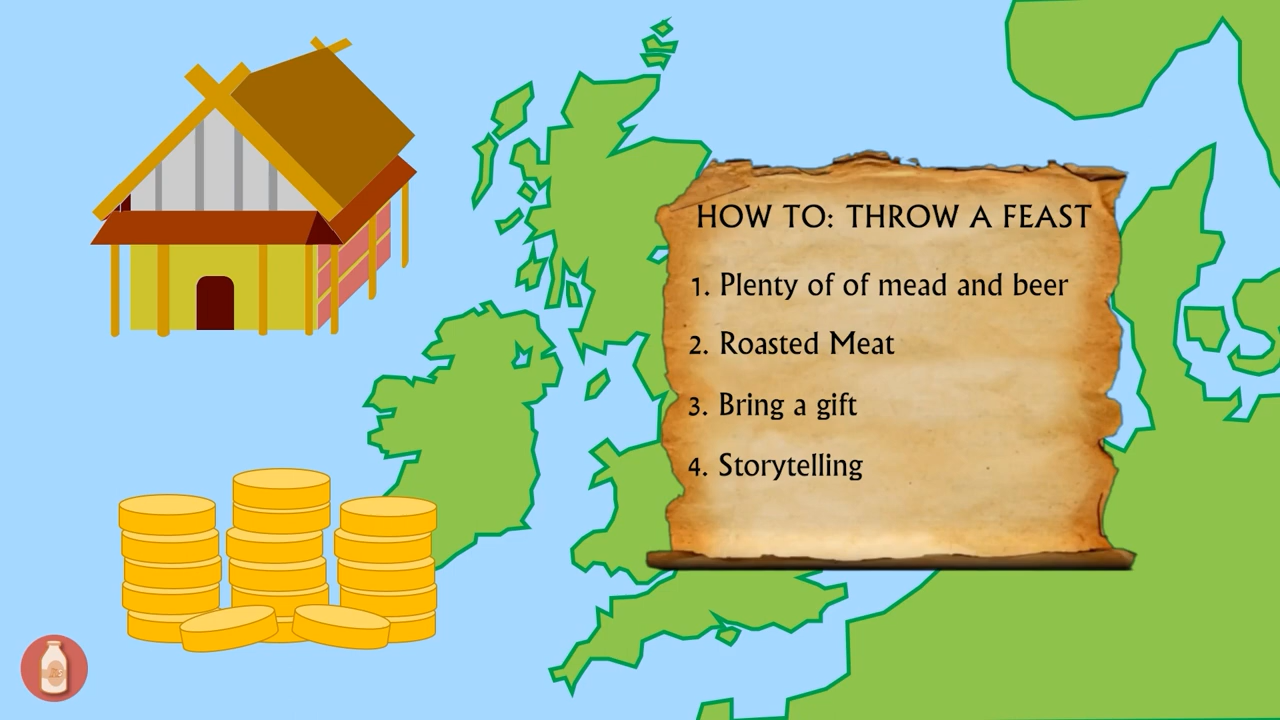 HOW TO: THROW A FEAST
1. Plenty of of mead and beer
2. Roasted Meat
3. Bring a gift
4. Storytelling